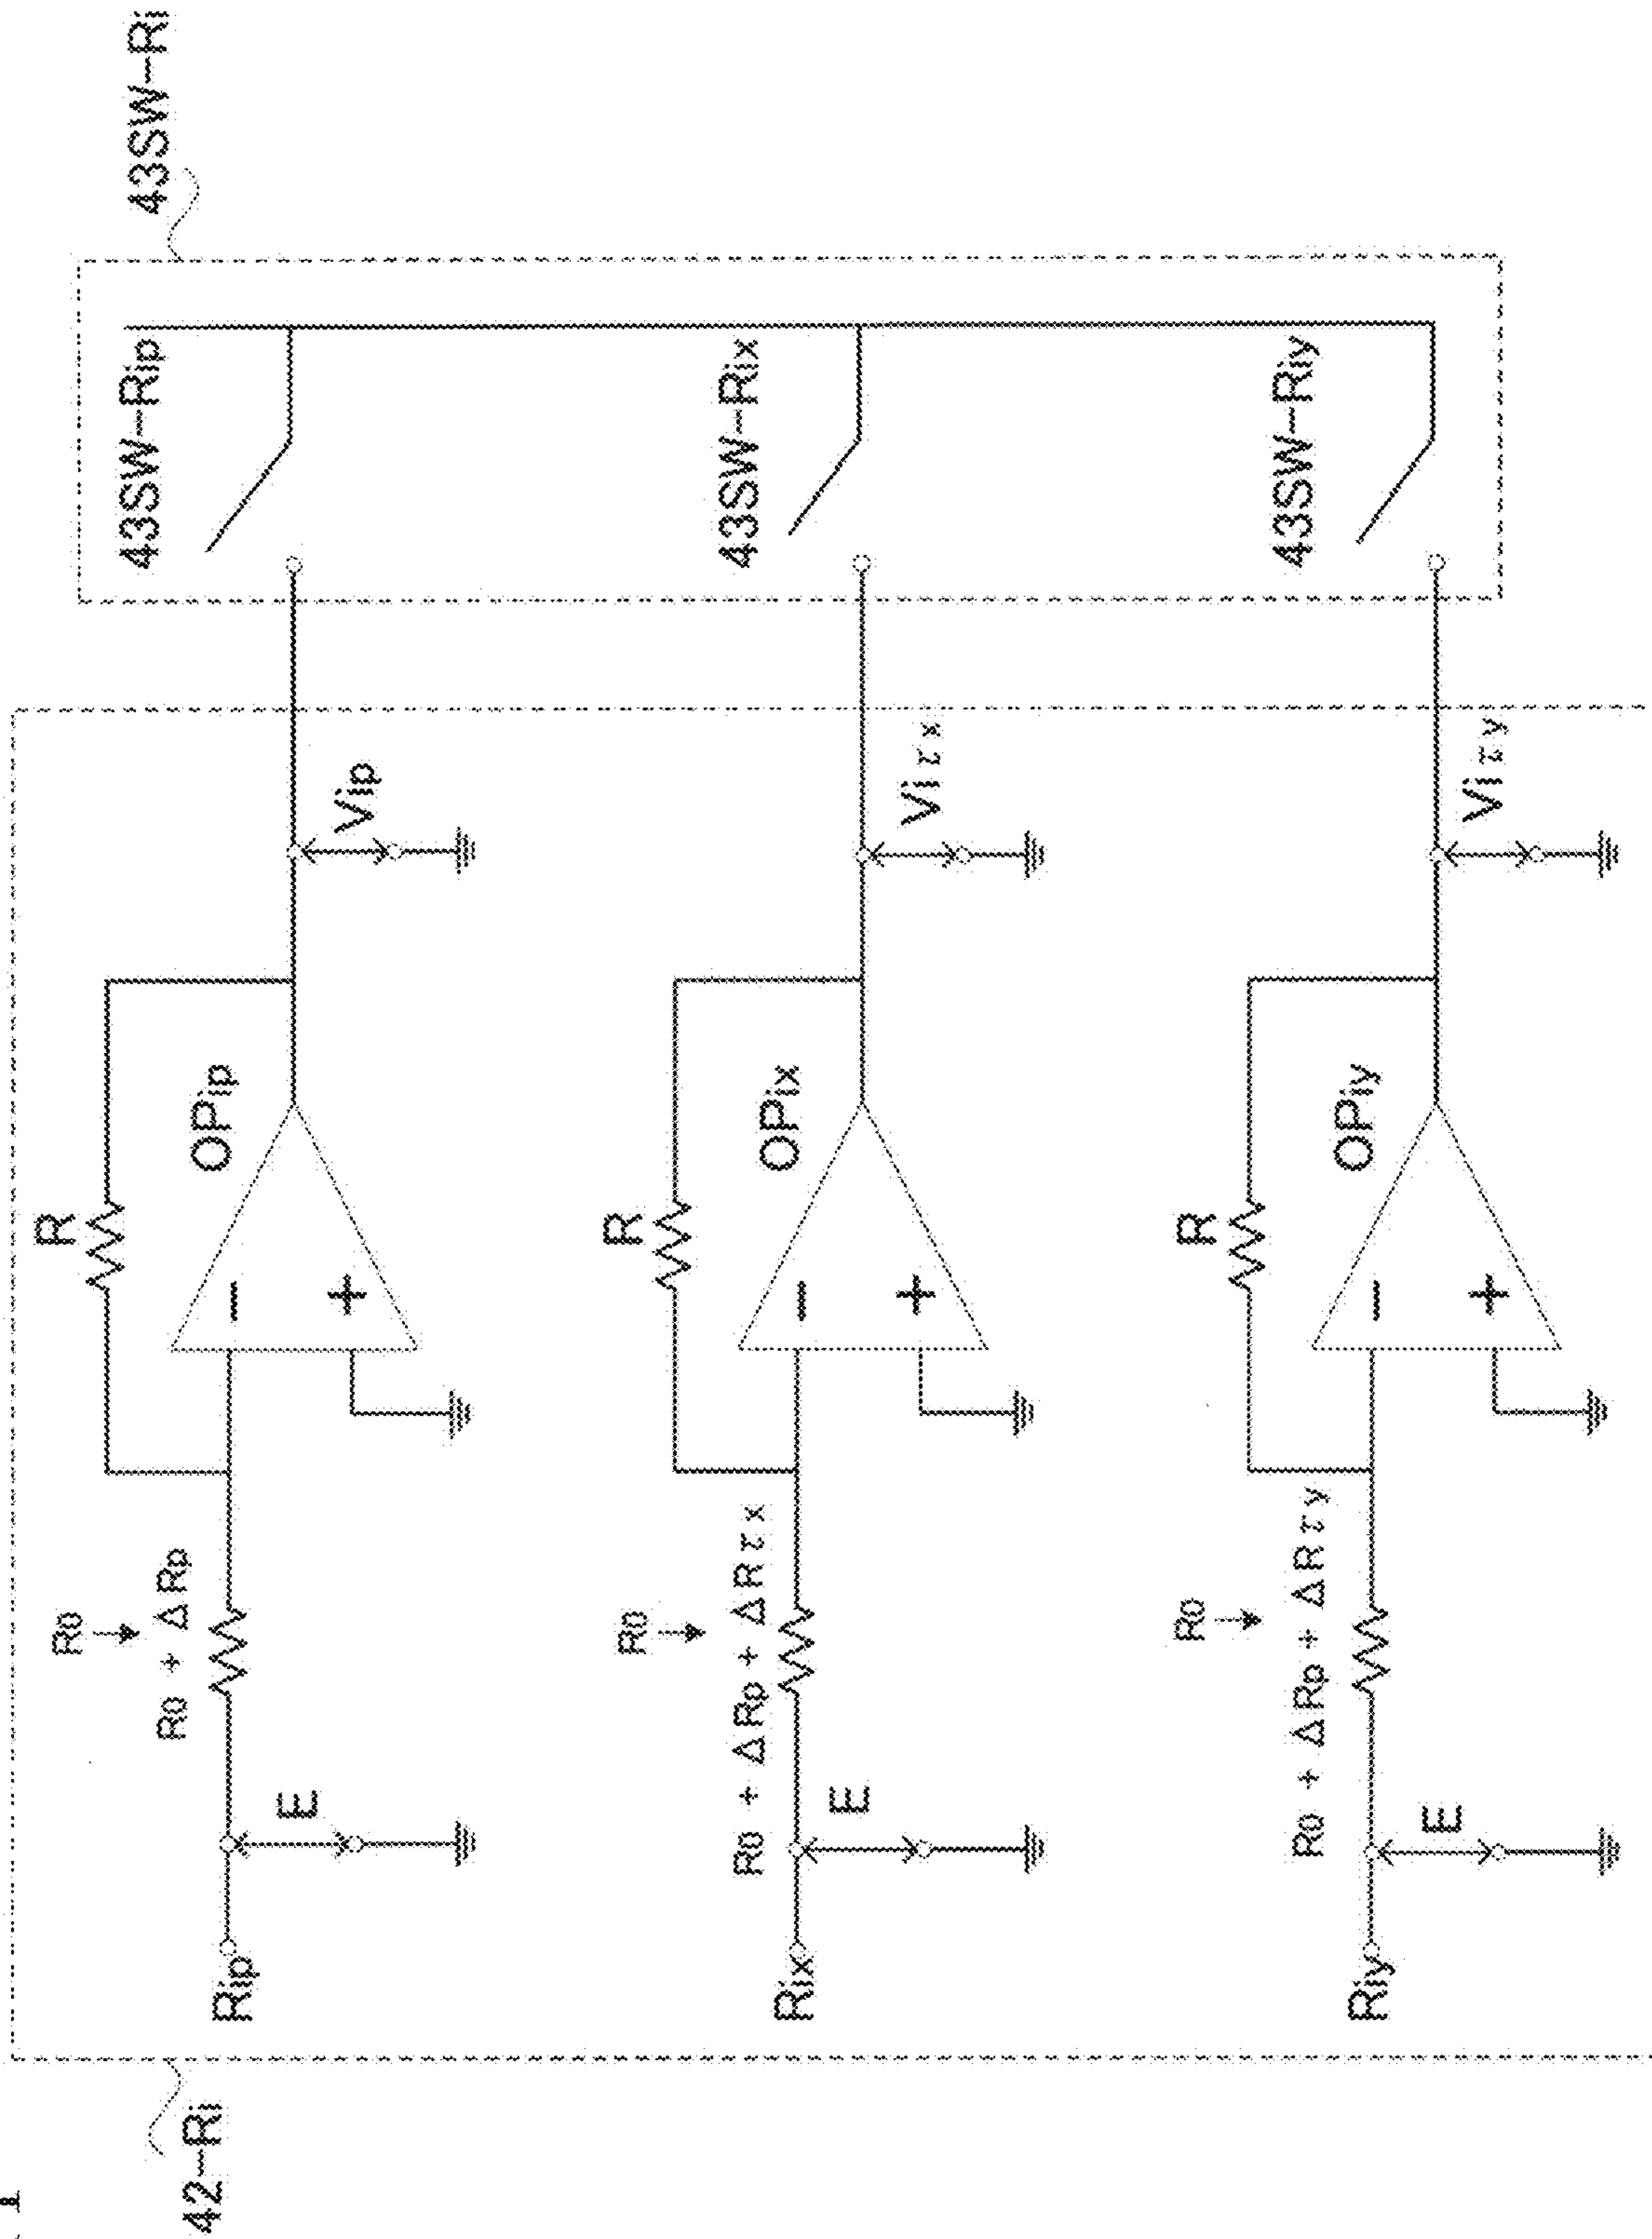 42-Ri
43SW-Ri
Rip
E
R0
R0 + ΔRp
R
OPip
−
+
Vip
43SW-Rip
Rix
E
R0
R0 + ΔRp + ΔRτx
R
OPix
−
+
Viτx
43SW-Rix
Riy
E
R0
R0 + ΔRp + ΔRτy
R
OPiy
−
+
Viτy
43SW-Riy